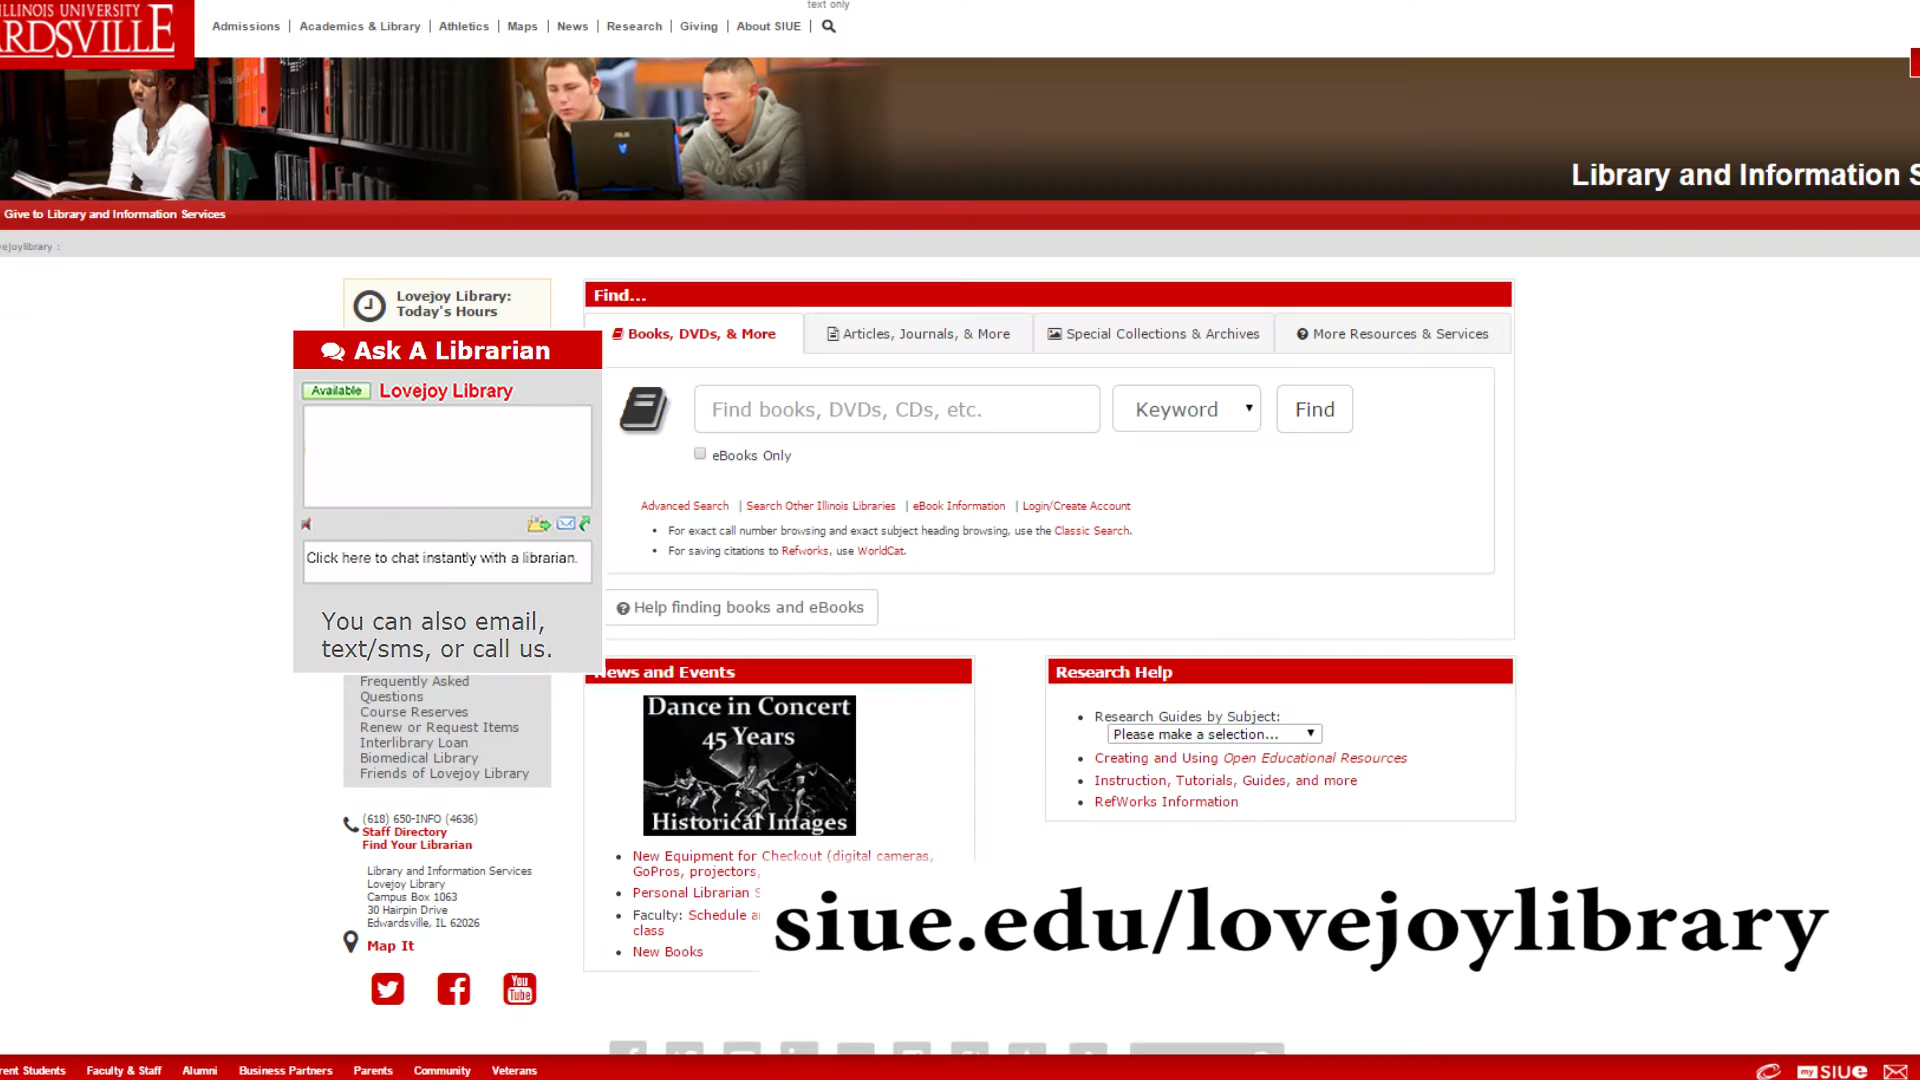 text only
ILLINOIS UNIVERSITY
ARDSVILLE
Admissions | Academics & Library | Athletics | Maps | News | Research | Giving | About SIUE |
ASUS
Library and Information S
Give to Library and Information Services
vejoylibrary :
Lovejoy Library:
Today's Hours
Ask A Librarian
Available Lovejoy Library
Click here to chat instantly with a librarian.
You can also email,
text/sms, or call us.
Frequently Asked
Questions
Course Reserves
Renew or Request Items
Interlibrary Loan
Biomedical Library
Friends of Lovejoy Library
(618) 650-INFO (4636)
Staff Directory
Find Your Librarian
Library and Information Services
Lovejoy Library
Campus Box 1063
30 Hairpin Drive
Edwardsville, IL 62026
Map It
You
Tube
Find...
Books, DVDs, & More
Articles, Journals, & More
Special Collections & Archives
More Resources & Services
Find books, DVDs, CDs, etc.
Keyword
Find
eBooks Only
Advanced Search | Search Other Illinois Libraries | eBook Information | Login/Create Account
• For exact call number browsing and exact subject heading browsing, use the Classic Search.
• For saving citations to Refworks, use WorldCat.
Help finding books and eBooks
News and Events
Dance in Concert
45 Years
Historical Images
• New Equipment for Checkout (digital cameras,
GoPros, projectors,
• Personal Librarian S
• Faculty: Schedule a
class
• New Books
Research Help
• Research Guides by Subject:
Please make a selection...
• Creating and Using Open Educational Resources
• Instruction, Tutorials, Guides, and more
• RefWorks Information
siue.edu/lovejoylibrary
rent Students Faculty & Staff Alumni Business Partners Parents Community Veterans
my SIUe